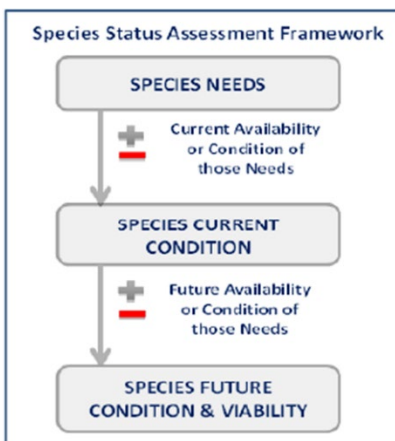 Species Status Assessment Framework
SPECIES NEEDS
Current Availability
or Condition of
those Needs
SPECIES CURRENT
CONDITION
Future Availability
or Condition of
those Needs
SPECIES FUTURE
CONDITION & VIABILITY